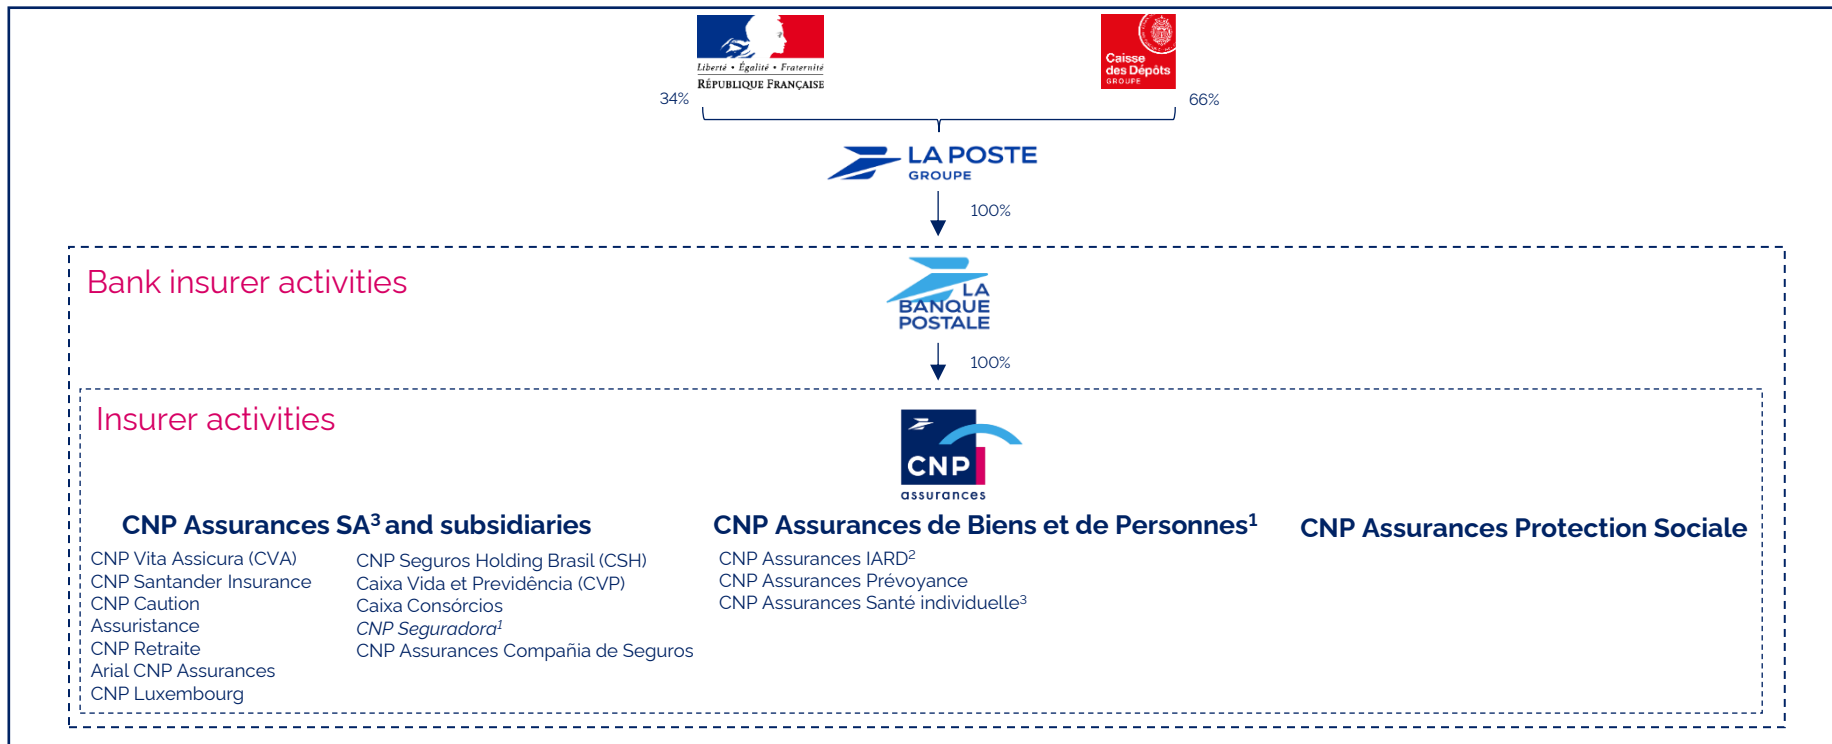 Liberté • Égalité • Fraternité
RÉPUBLIQUE FRANÇAISE
Caisse
des Dépôts
GROUPE
34%
66%
LA POSTE
GROUPE
100%
Bank insurer activities
LA
BANQUE
POSTALE
100%
Insurer activities
CNP
assurances
CNP Assurances SA³ and subsidiaries
CNP Vita Assicura (CVA)
CNP Santander Insurance
CNP Caution
Assuristance
CNP Retraite
Arial CNP Assurances
CNP Luxembourg
CNP Seguros Holding Brasil (CSH)
Caixa Vida et Previdência (CVP)
Caixa Consórcios
CNP Seguradora¹
CNP Assurances Compañia de Seguros
CNP Assurances de Biens et de Personnes¹
CNP Assurances IARD²
CNP Assurances Prévoyance
CNP Assurances Santé individuelle³
CNP Assurances Protection Sociale